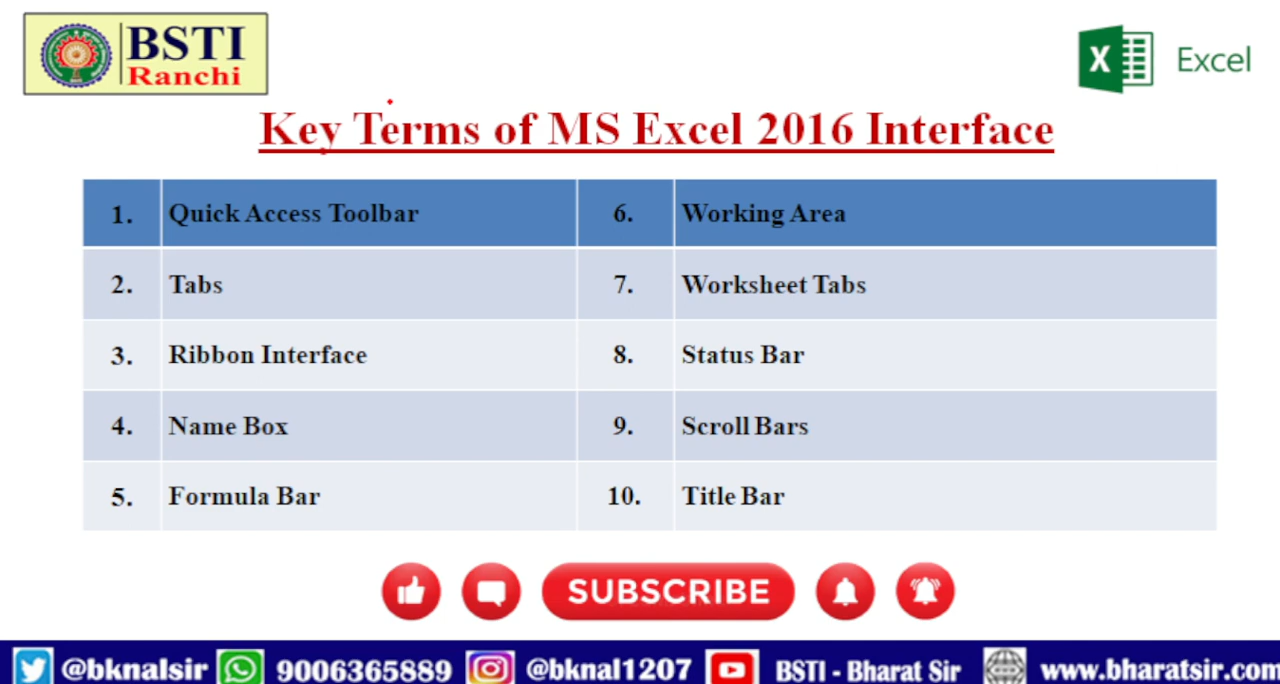 BSTI
Ranchi
X Excel
Key Terms of MS Excel 2016 Interface
1. Quick Access Toolbar 6. Working Area
2. Tabs 7. Worksheet Tabs
3. Ribbon Interface 8. Status Bar
4. Name Box 9. Scroll Bars
5. Formula Bar 10. Title Bar
SUBSCRIBE
@bknalsir 9006365889 @bknal1207 BSTI - Bharat Sir www.bharatsir.com